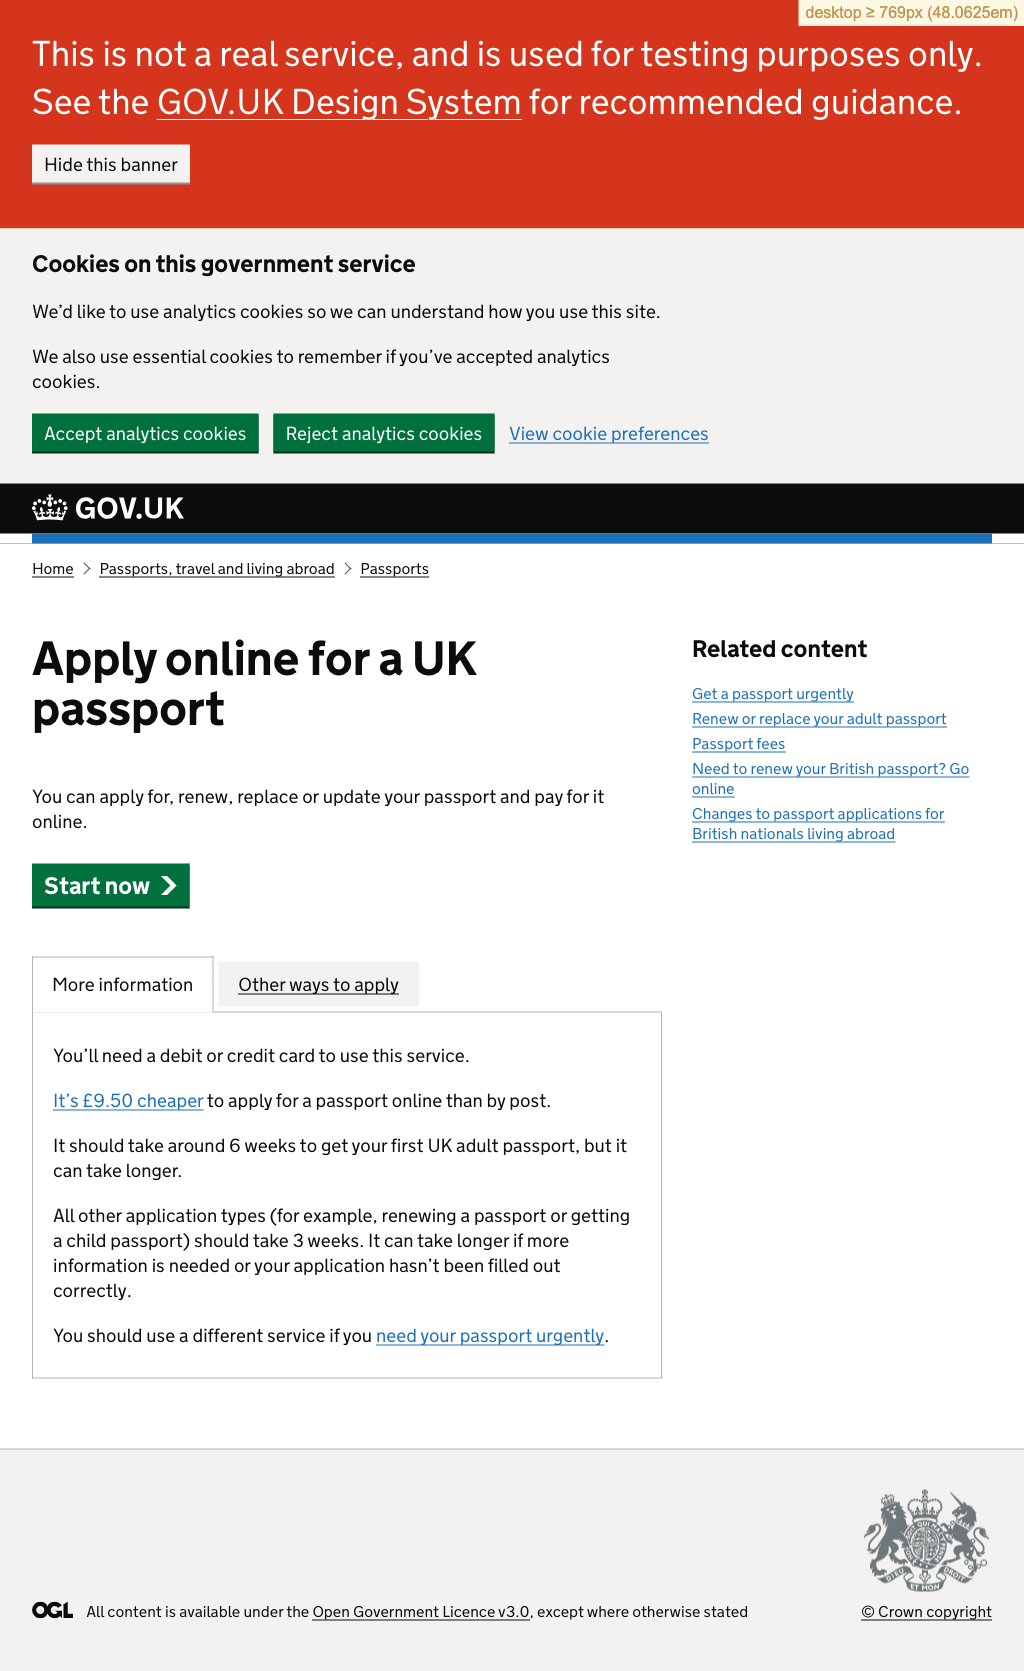 desktop ≥ 769px (48.0625em)
This is not a real service, and is used for testing purposes only.
See the GOV.UK Design System for recommended guidance.
Hide this banner
Cookies on this government service
We’d like to use analytics cookies so we can understand how you use this site.
We also use essential cookies to remember if you’ve accepted analytics
cookies.
Accept analytics cookies Reject analytics cookies View cookie preferences
GOV.UK
Home Passports, travel and living abroad Passports
Apply online for a UK
passport
You can apply for, renew, replace or update your passport and pay for it
online.
Start now
Related content
Get a passport urgently
Renew or replace your adult passport
Passport fees
Need to renew your British passport? Go
online
Changes to passport applications for
British nationals living abroad
More information Other ways to apply
You’ll need a debit or credit card to use this service.
It’s £9.50 cheaper to apply for a passport online than by post.
It should take around 6 weeks to get your first UK adult passport, but it
can take longer.
All other application types (for example, renewing a passport or getting
a child passport) should take 3 weeks. It can take longer if more
information is needed or your application hasn’t been filled out
correctly.
You should use a different service if you need your passport urgently.
DIEU ET MON DROIT
OGL All content is available under the Open Government Licence v3.0, except where otherwise stated
© Crown copyright